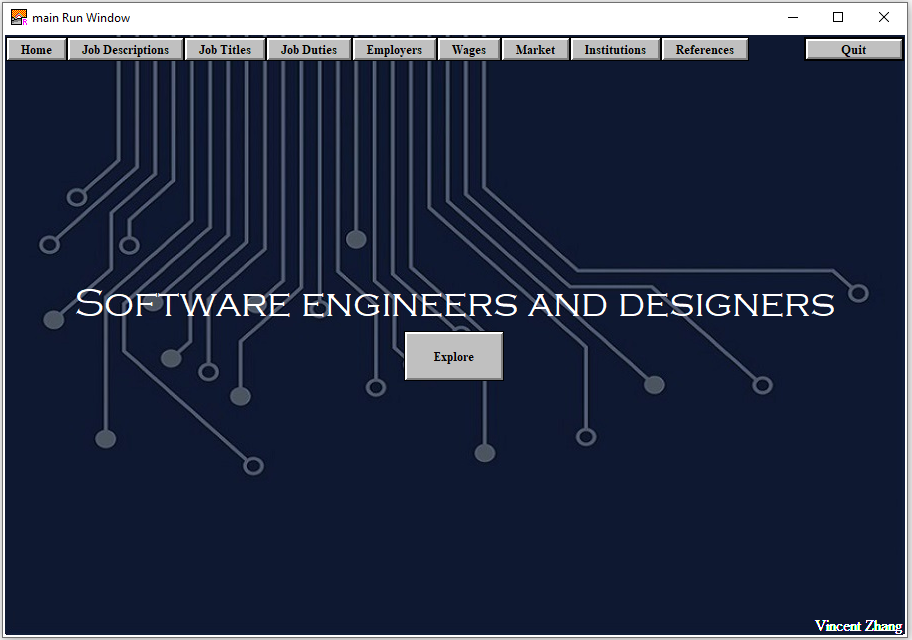 main Run Window
Home Job Descriptions Job Titles Job Duties Employers Wages Market Institutions References Quit
Software engineers and designers
Explore
Vincent Zhang